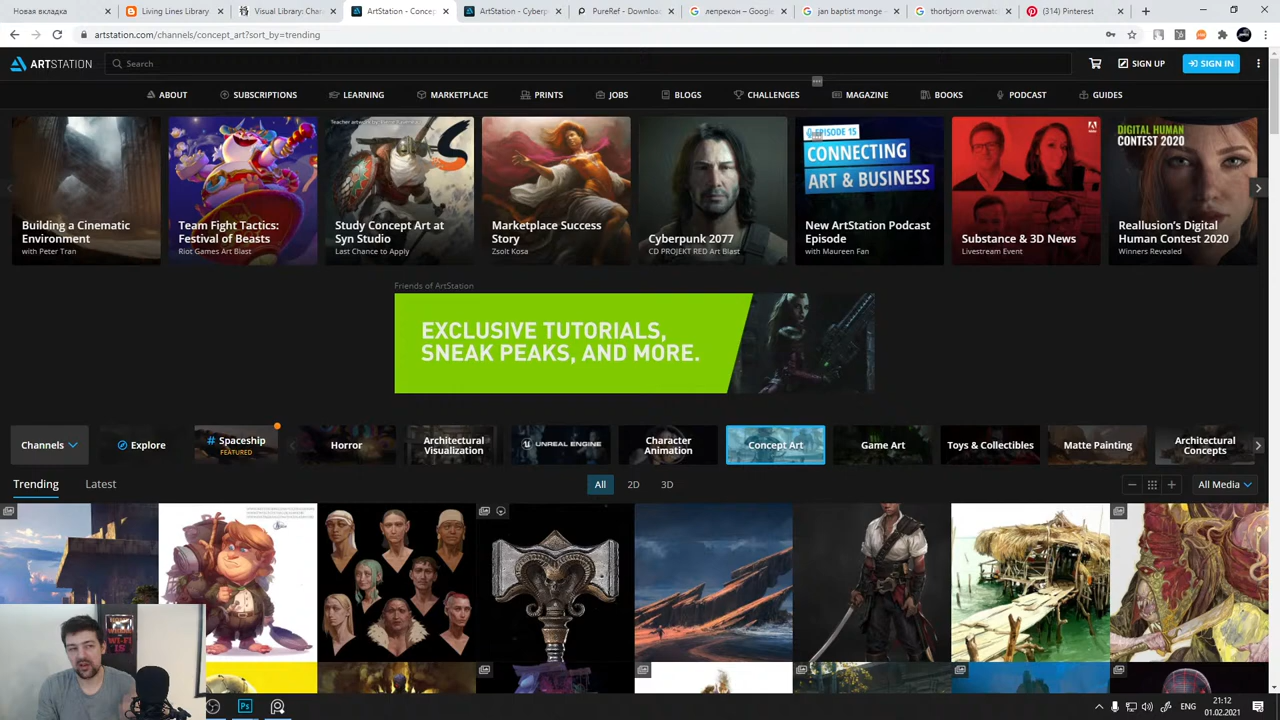 Новая вкладка
Living Lines Library
Visual Library: Chara
ArtStation - Concep
ArtStation - Cyberp
PureRef - Download
лепрекон – Google
jan baptist monge -
thorbjorn overwatc
(314) Pinterest
artstation.com/channels/concept_art?sort_by=trending
ARTSTATION
Search
SIGN UP
SIGN IN
ABOUT
SUBSCRIPTIONS
LEARNING
MARKETPLACE
PRINTS
JOBS
BLOGS
CHALLENGES
MAGAZINE
BOOKS
PODCAST
GUIDES
Building a Cinematic
Environment
with Peter Tran
Team Fight Tactics:
Festival of Beasts
Riot Games Art Blast
Study Concept Art at
Syn Studio
Last Chance to Apply
Marketplace Success
Story
Zsolt Kosa
Cyberpunk 2077
CD PROJEKT RED Art Blast
EPISODE 15
CONNECTING
ART & BUSINESS
New ArtStation Podcast
Episode
with Maureen Fan
Substance & 3D News
Livestream Event
DIGITAL HUMAN
CONTEST 2020
Reallusion's Digital
Human Contest 2020
Winners Revealed
Friends of ArtStation
EXCLUSIVE TUTORIALS,
SNEAK PEAKS, AND MORE.
Channels
Explore
# Spaceship
FEATURED
Horror
Architectural
Visualization
UNREAL ENGINE
Character
Animation
Concept Art
Game Art
Toys & Collectibles
Matte Painting
Architectural
Concepts
Trending
Latest
All
2D
3D
All Media
Ps
ENG
21:12
01.02.2021